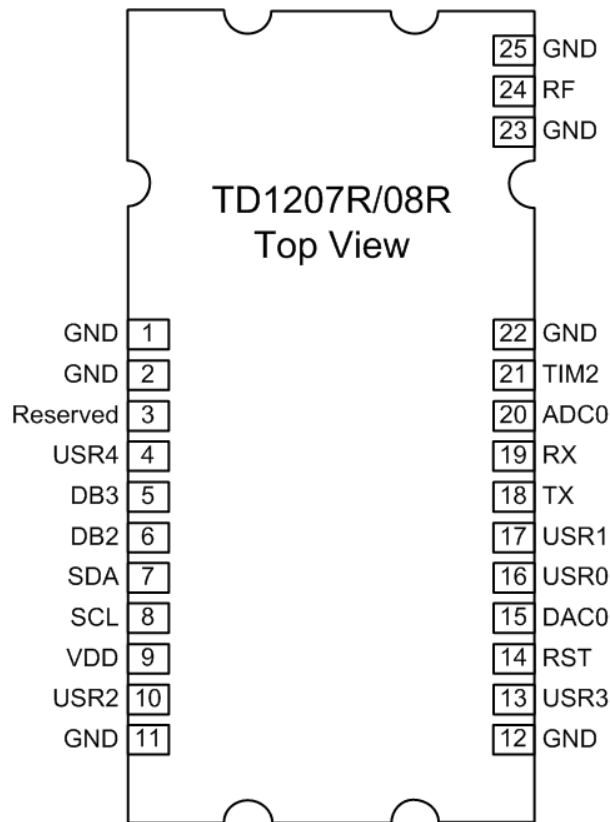 25 GND
24 RF
23 GND
TD1207R/08R
Top View
GND 1 22 GND
GND 2 21 TIM2
Reserved 3 20 ADC0
USR4 4 19 RX
DB3 5 18 TX
DB2 6 17 USR1
SDA 7 16 USR0
SCL 8 15 DAC0
VDD 9 14 RST
USR2 10 13 USR3
GND 11 12 GND